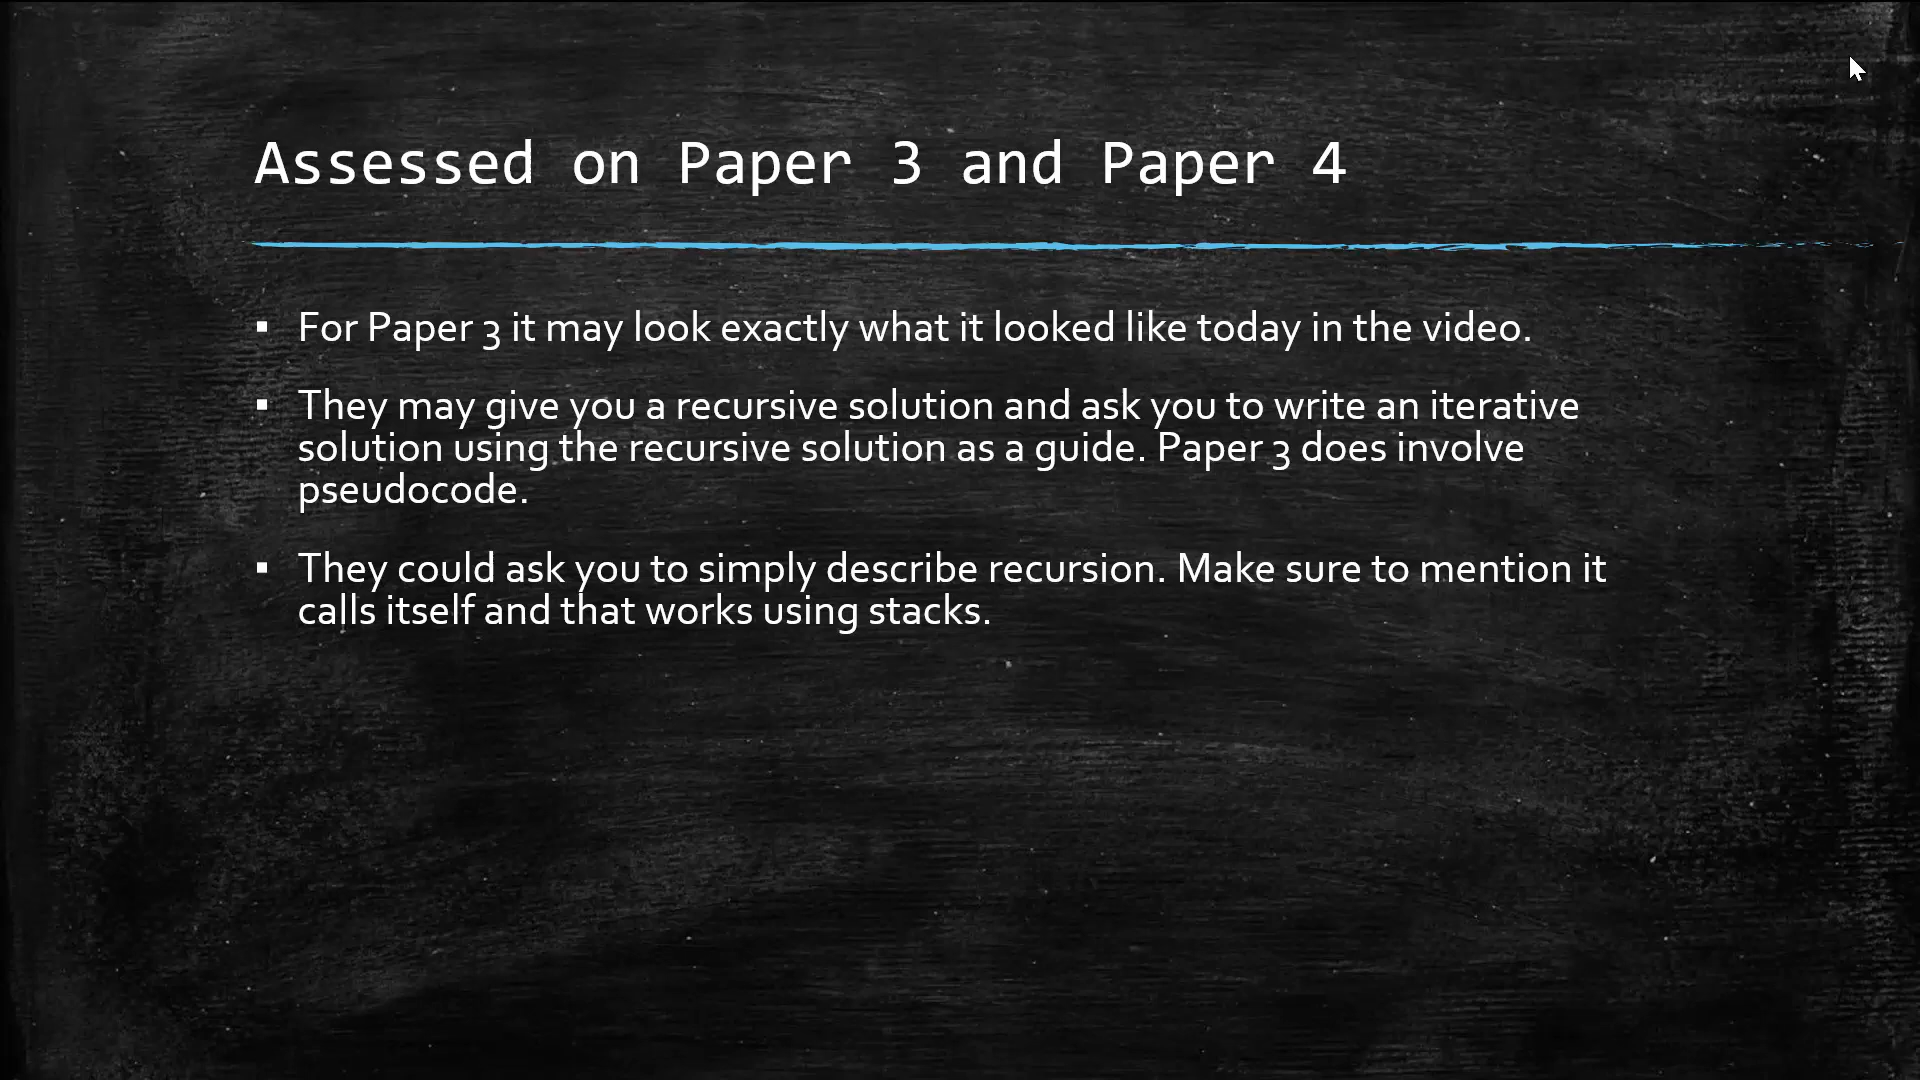 Assessed on Paper 3 and Paper 4
▪ For Paper 3 it may look exactly what it looked like today in the video.
▪ They may give you a recursive solution and ask you to write an iterative
solution using the recursive solution as a guide. Paper 3 does involve
pseudocode.
▪ They could ask you to simply describe recursion. Make sure to mention it
calls itself and that works using stacks.